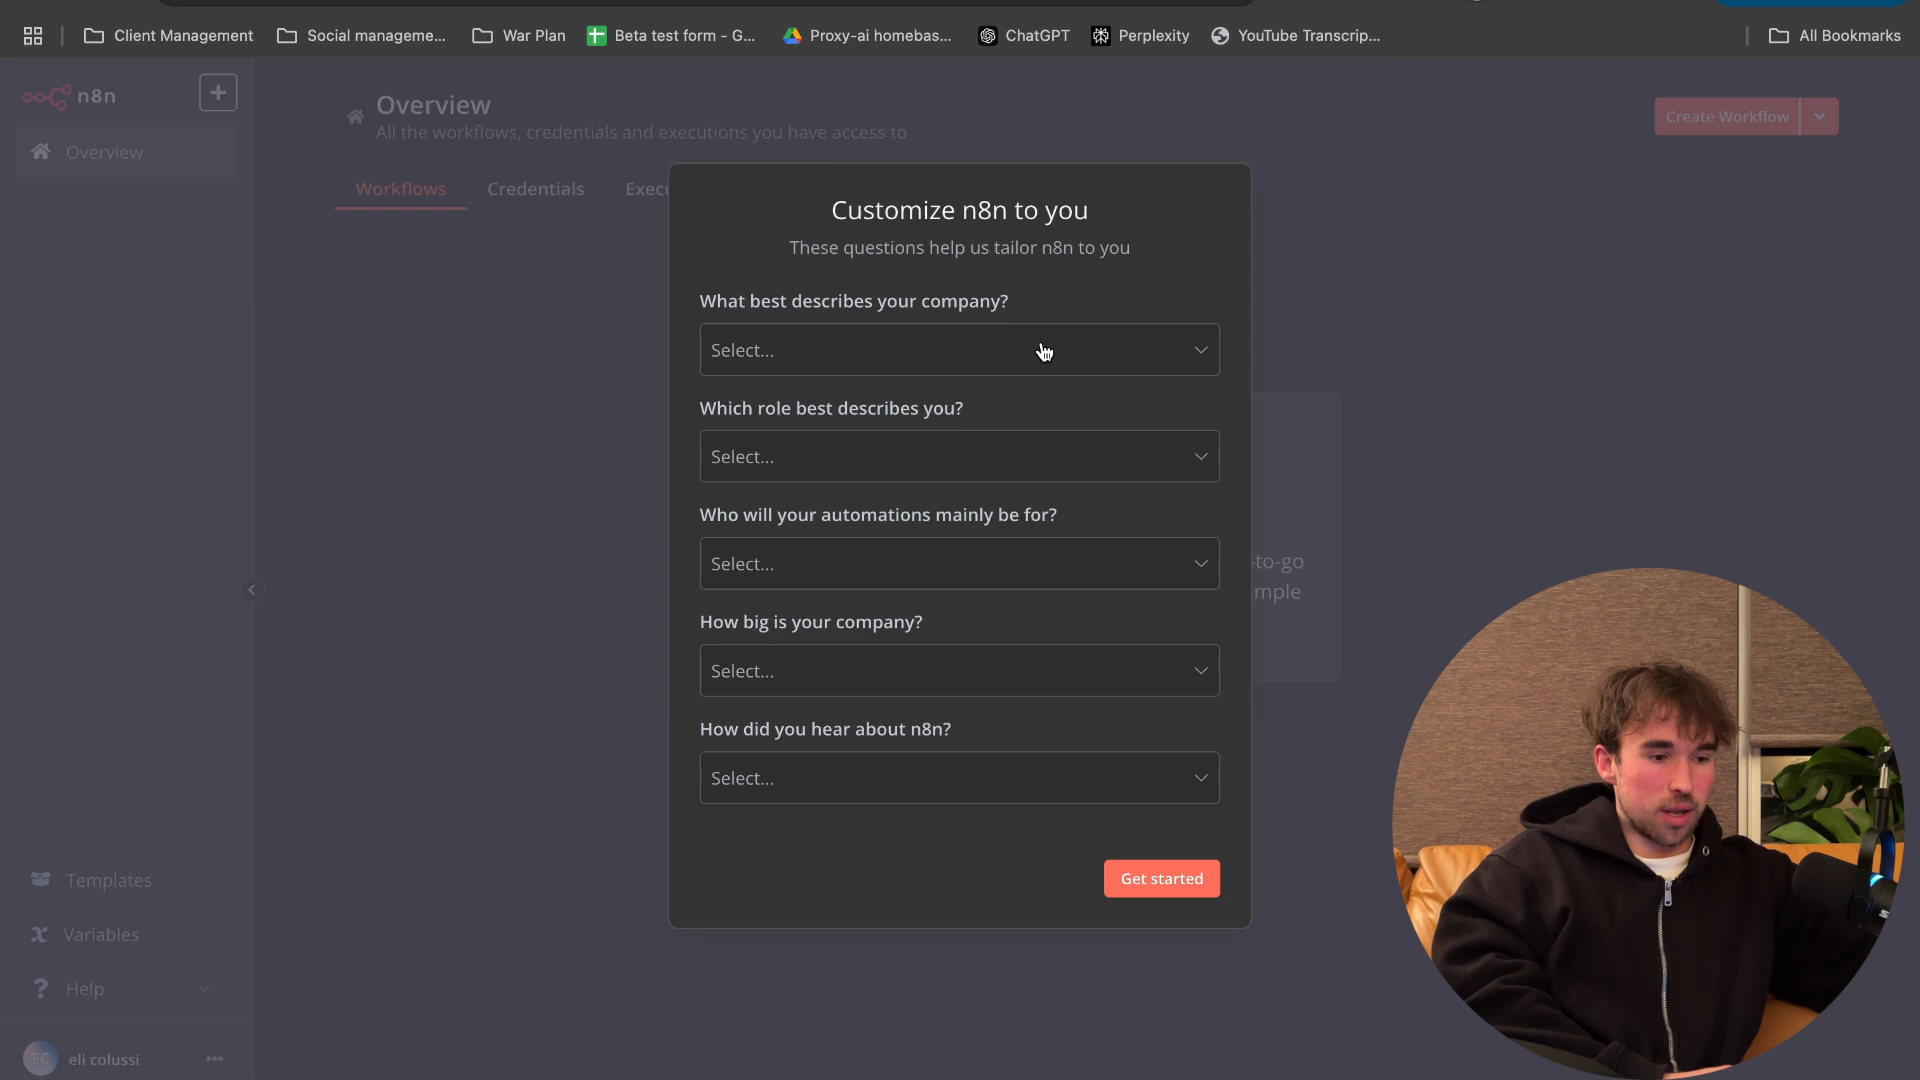 Client Management
Social manageme...
War Plan
Beta test form - G...
Proxy-ai homebas...
ChatGPT
Perplexity
YouTube Transcrip...
All Bookmarks
n8n
Overview
Templates
Variables
Help
EC eli colussi
Overview
All the workflows, credentials and executions you have access to
Create Workflow
Workflows
Credentials
Execu
Customize n8n to you
These questions help us tailor n8n to you
What best describes your company?
Select...
Which role best describes you?
Select...
Who will your automations mainly be for?
Select...
How big is your company?
Select...
How did you hear about n8n?
Select...
Get started
-to-go
mple